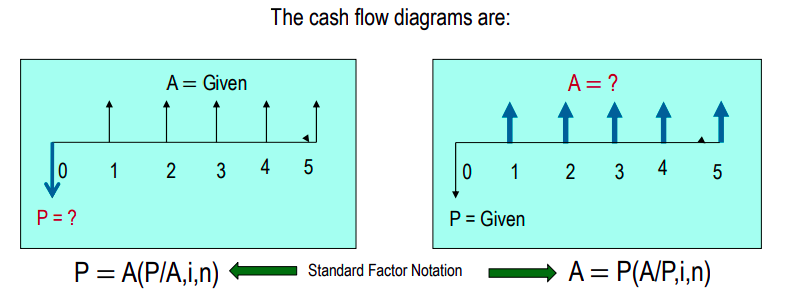 The cash flow diagrams are:
A = Given
0 1 2 3 4 5
P = ?
A = ?
0 1 2 3 4 5
P = Given
P = A(P/A,i,n)
Standard Factor Notation
A = P(A/P,i,n)